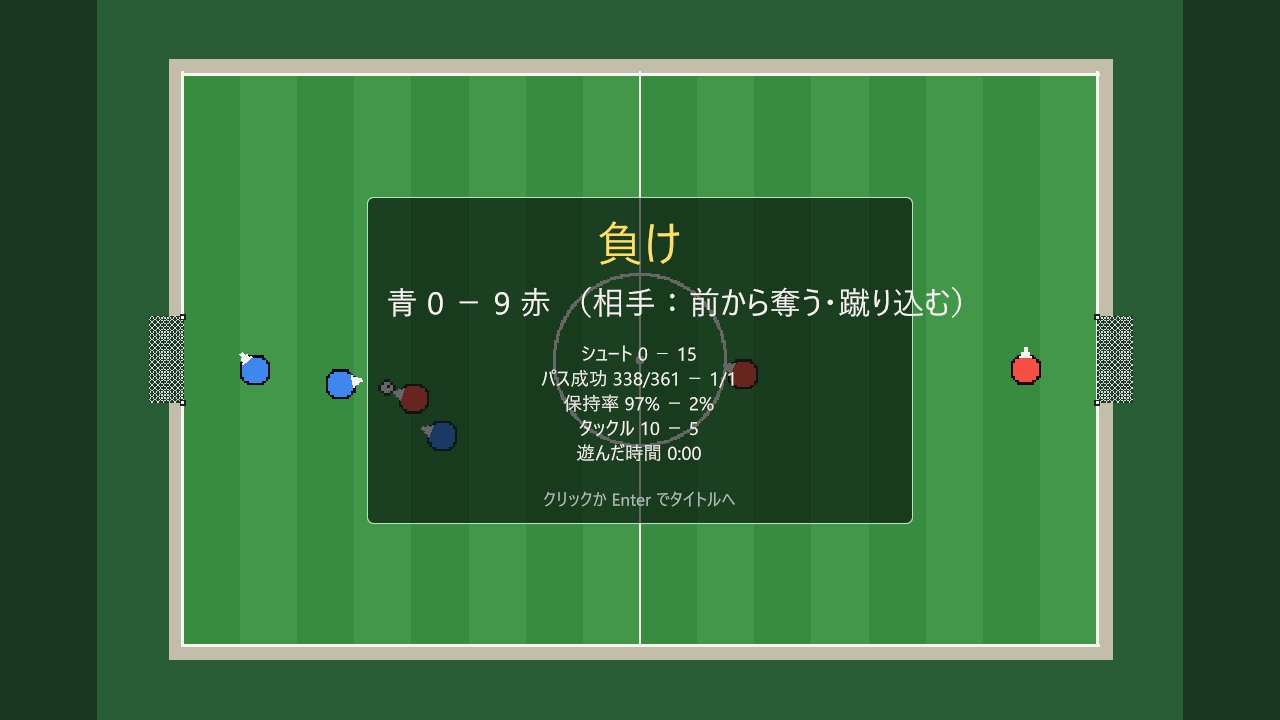 負け
青 0 － 9 赤 （相手：前から奪う・蹴り込む）
シュート 0 － 15
パス成功 338/361 － 1/1
保持率 97% － 2%
タックル 10 － 5
遊んだ時間 0:00
クリックか Enter でタイトルへ